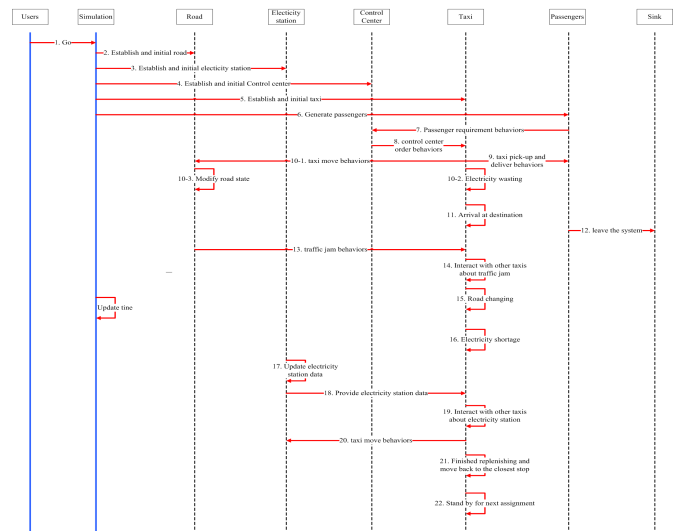 Users
Simulation
Road
Electicity
station
Control
Center
Taxi
Passengers
Sink
1. Go
2. Establish and initial road
3. Establish and initial electicity station
4. Establish and initial Control center
5. Establish and initial taxi
6. Generate passengers
7. Passenger requirement behaviors
8. control center
order behaviors
10-1. taxi move behaviors
9. taxi pick-up and
deliver behaviors
10-3. Modify road state
10-2. Electricity wasting
11. Arrival at destination
12. leave the system
13. traffic jam behaviors
14. Interact with other taxis
about traffic jam
15. Road changing
Update tine
16. Electricity shortage
17. Update electricity
station data
18. Provide electricity station data
19. Interact with other taxis
about electricity station
20. taxi move behaviors
21. Finished replenishing and
move back to the closest stop
22. Stand by for next assignment